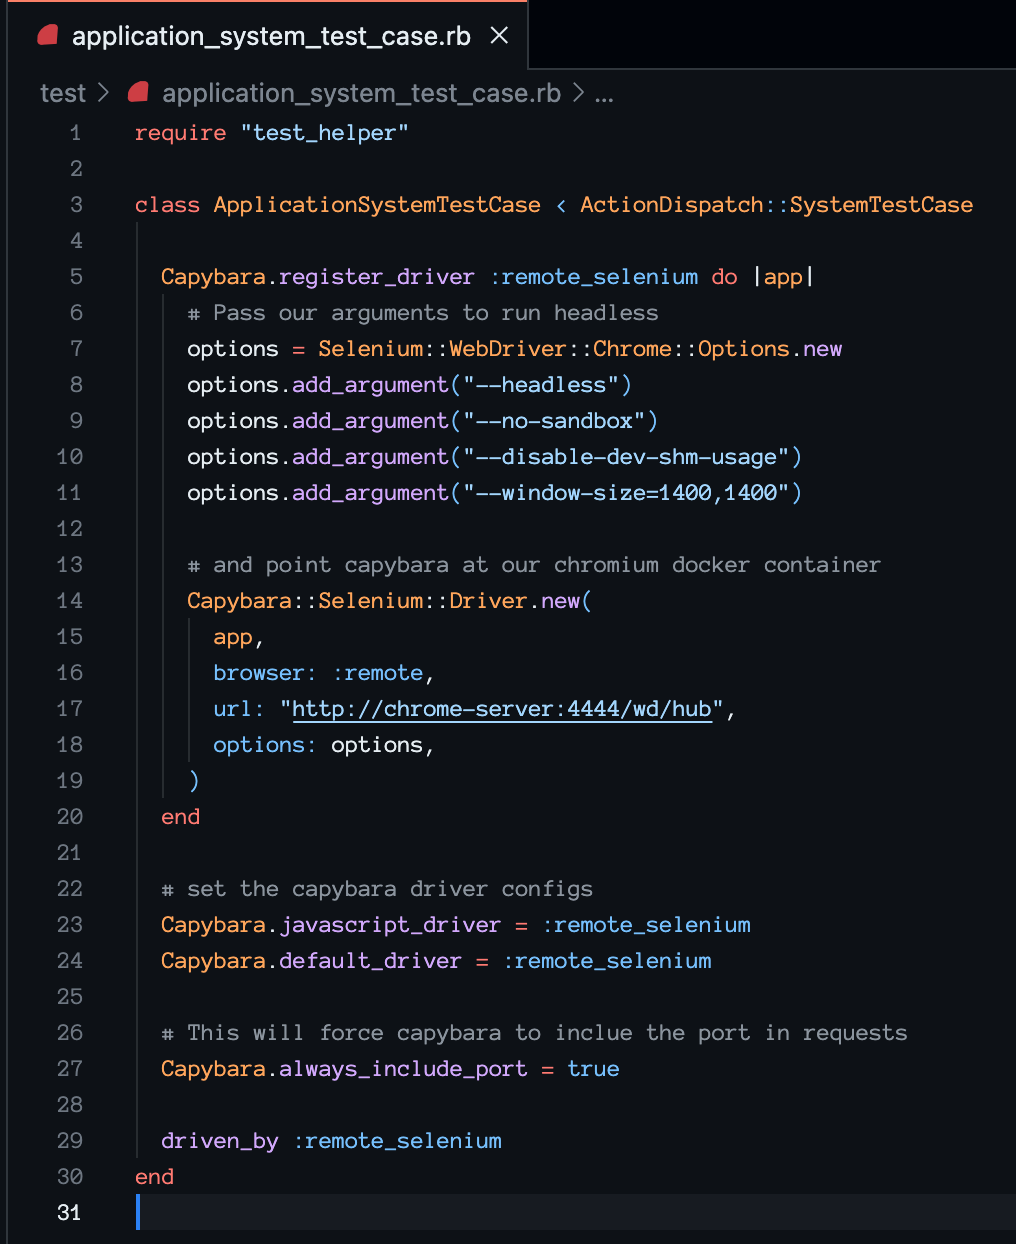 application_system_test_case.rb
test > application_system_test_case.rb > ...
1 require "test_helper"
2
3 class ApplicationSystemTestCase < ActionDispatch::SystemTestCase
4
5   Capybara.register_driver :remote_selenium do |app|
6     # Pass our arguments to run headless
7     options = Selenium::WebDriver::Chrome::Options.new
8     options.add_argument("--headless")
9     options.add_argument("--no-sandbox")
10     options.add_argument("--disable-dev-shm-usage")
11     options.add_argument("--window-size=1400,1400")
12
13     # and point capybara at our chromium docker container
14     Capybara::Selenium::Driver.new(
15       app,
16       browser: :remote,
17       url: "http://chrome-server:4444/wd/hub",
18       options: options,
19     )
20   end
21
22   # set the capybara driver configs
23   Capybara.javascript_driver = :remote_selenium
24   Capybara.default_driver = :remote_selenium
25
26   # This will force capybara to inclue the port in requests
27   Capybara.always_include_port = true
28
29   driven_by :remote_selenium
30 end
31